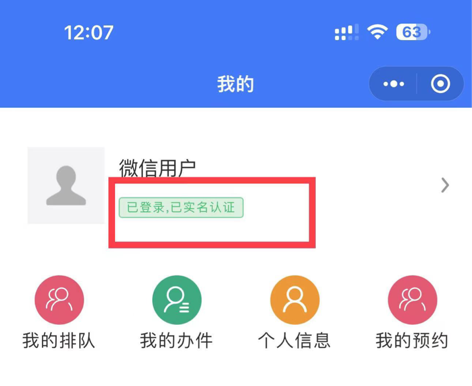 12:07
63
我的
微信用户
已登录,已实名认证
我的排队
我的办件
个人信息
我的预约